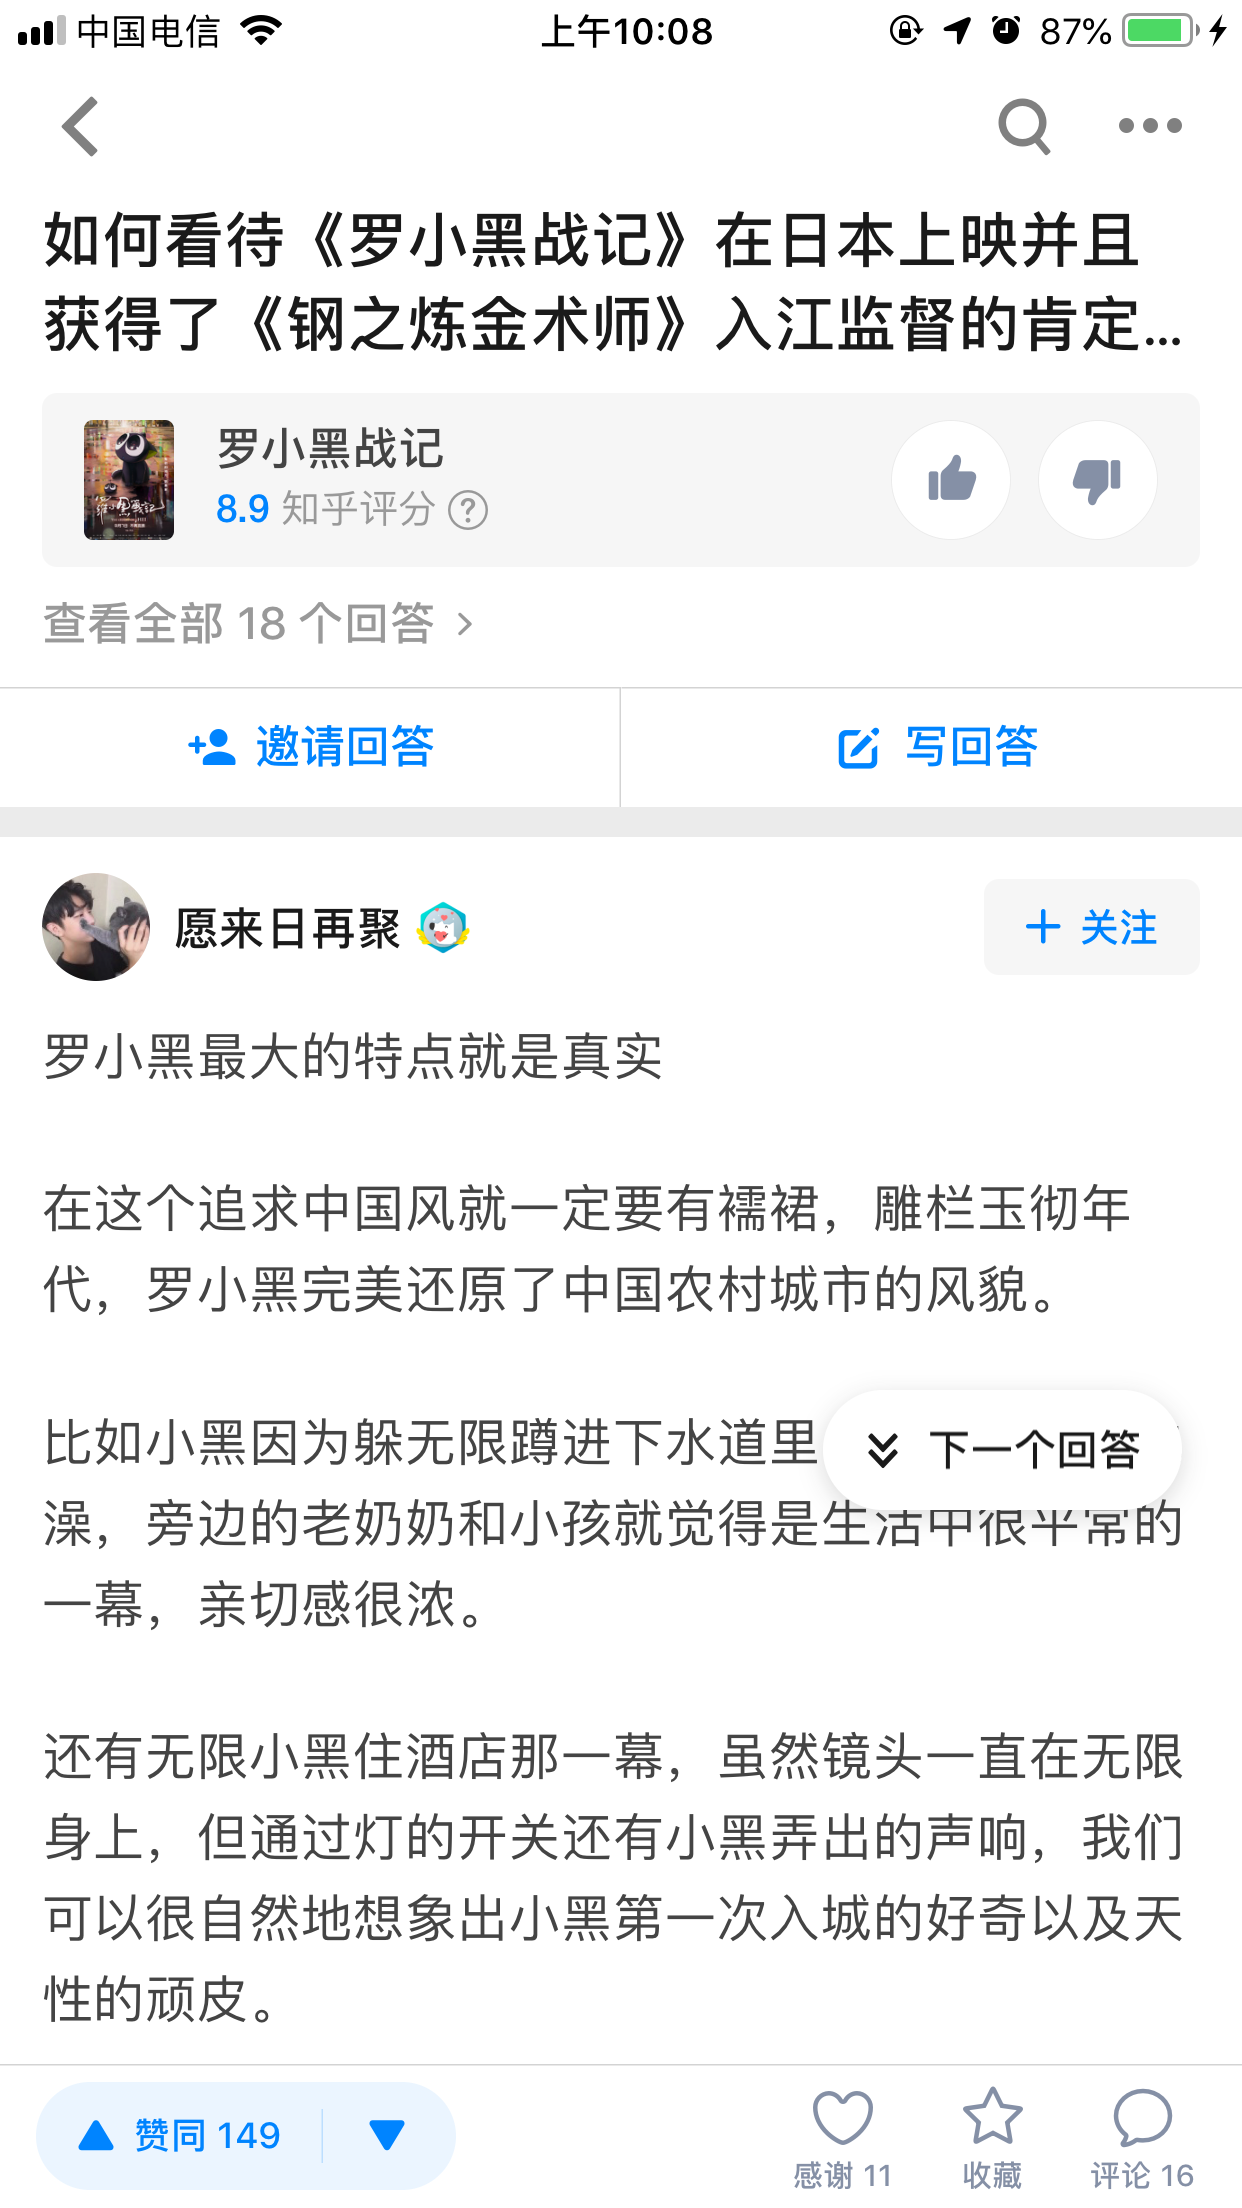 中国电信
上午10:08
87%
如何看待《罗小黑战记》在日本上映并且
获得了《钢之炼金术师》入江监督的肯定...
罗小黑战记
8.9 知乎评分 ?
查看全部 18 个回答 >
邀请回答
写回答
愿来日再聚
+ 关注
罗小黑最大的特点就是真实
在这个追求中国风就一定要有襦裙，雕栏玉彻年
代，罗小黑完美还原了中国农村城市的风貌。
比如小黑因为躲无限蹲进下水道里
下一个回答
澡，旁边的老奶奶和小孩就觉得是生活中很平常的
一幕，亲切感很浓。
还有无限小黑住酒店那一幕，虽然镜头一直在无限
身上，但通过灯的开关还有小黑弄出的声响，我们
可以很自然地想象出小黑第一次入城的好奇以及天
性的顽皮。
赞同 149
感谢 11
收藏
评论 16